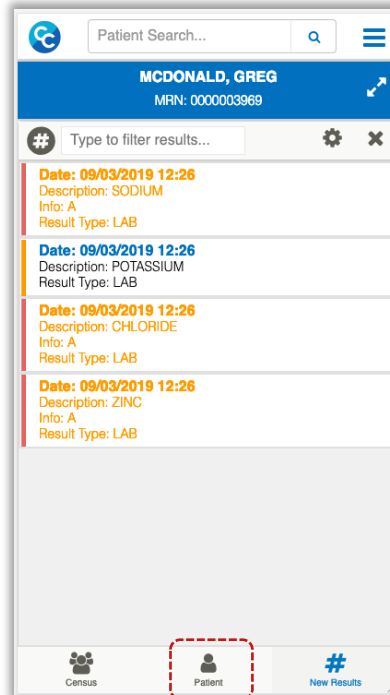 CC
Patient Search...
MCDONALD, GREG
MRN: 0000003969
# Type to filter results...
Date: 09/03/2019 12:26
Description: SODIUM
Info: A
Result Type: LAB
Date: 09/03/2019 12:26
Description: POTASSIUM
Result Type: LAB
Date: 09/03/2019 12:26
Description: CHLORIDE
Info: A
Result Type: LAB
Date: 09/03/2019 12:26
Description: ZINC
Info: A
Result Type: LAB
#
Census Patient New Results